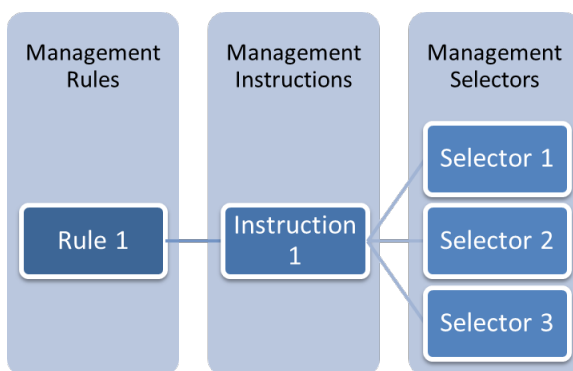 Management
Rules
Management
Instructions
Management
Selectors
Rule 1
Instruction
1
Selector 1
Selector 2
Selector 3